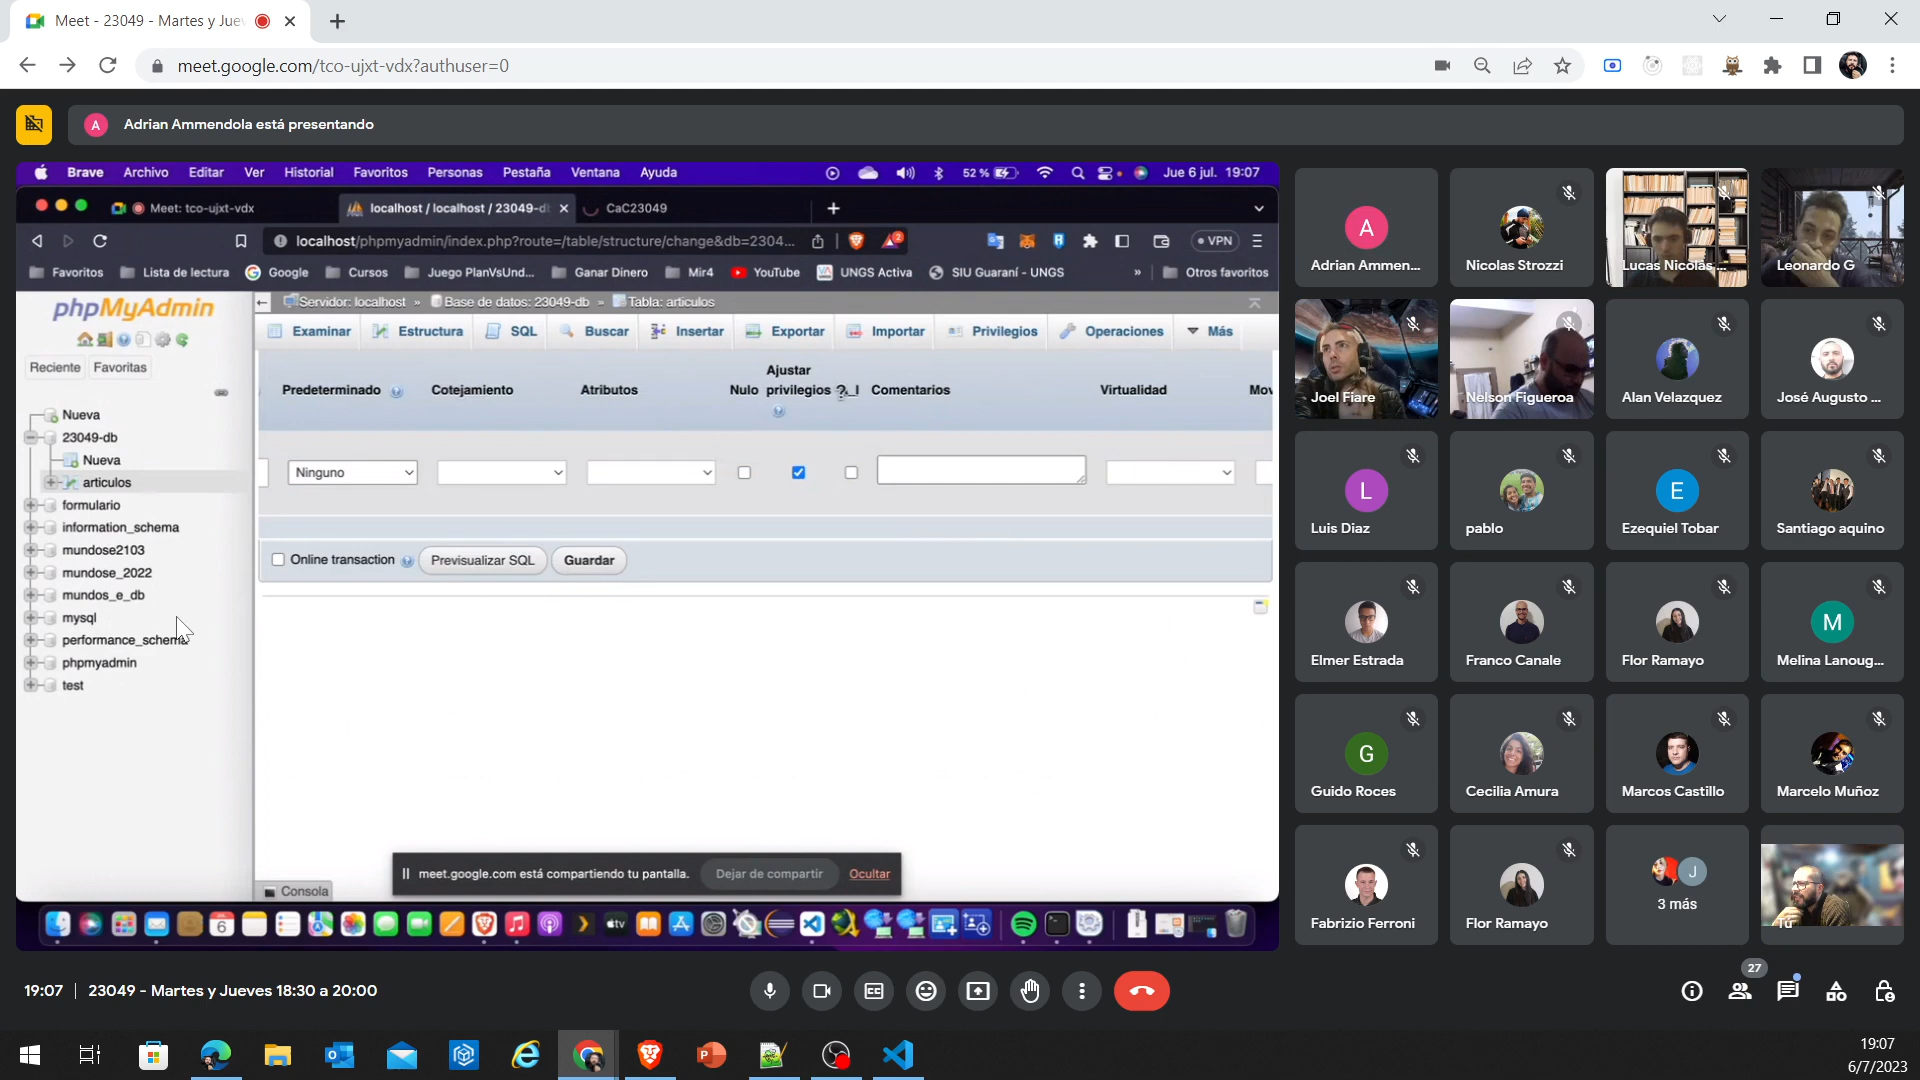 Meet - 23049 - Martes y Jue
meet.google.com/tco-ujxt-vdx?authuser=0
A
Adrian Ammendola está presentando
Brave Archivo Editar Ver Historial Favoritos Personas Pestaña Ventana Ayuda 52 % Jue 6 jul. 19:07
Meet: tco-ujxt-vdx
localhost / localhost / 23049-d
CaC23049
localhost/phpmyadmin/index.php?route=/table/structure/change&db=2304...
2
VPN
Favoritos Lista de lectura Google Cursos Juego PlanVsUnd... Ganar Dinero Mir4 YouTube UNGS Activa SIU Guaraní - UNGS » Otros favoritos
phpMyAdmin
Reciente Favoritas
Nueva
23049-db
Nueva
articulos
formulario
information_schema
mundose2103
mundose_2022
mundos_e_db
mysql
performance_schema
phpmyadmin
test
Servidor: localhost » Base de datos: 23049-db » Tabla: articulos
Examinar Estructura SQL Buscar Insertar Exportar Importar Privilegios Operaciones Más
Predeterminado Cotejamiento Atributos Nulo Ajustar privilegios Comentarios Virtualidad Mov
Ninguno
Online transaction Previsualizar SQL Guardar
meet.google.com está compartiendo tu pantalla. Dejar de compartir Ocultar
Consola
6
tv
A
Adrian Ammen...
Nicolas Strozzi
Lucas Nicolás ...
Leonardo G
Joel Fiare
Nelson Figueroa
Alan Velazquez
José Augusto ...
L
Luis Diaz
pablo
E
Ezequiel Tobar
Santiago aquino
Elmer Estrada
Franco Canale
Flor Ramayo
M
Melina Lanoug...
G
Guido Roces
Cecilia Amura
Marcos Castillo
Marcelo Muñoz
Fabrizio Ferroni
Flor Ramayo
J
3 más
Tú
19:07 | 23049 - Martes y Jueves 18:30 a 20:00
27
19:07
6/7/2023